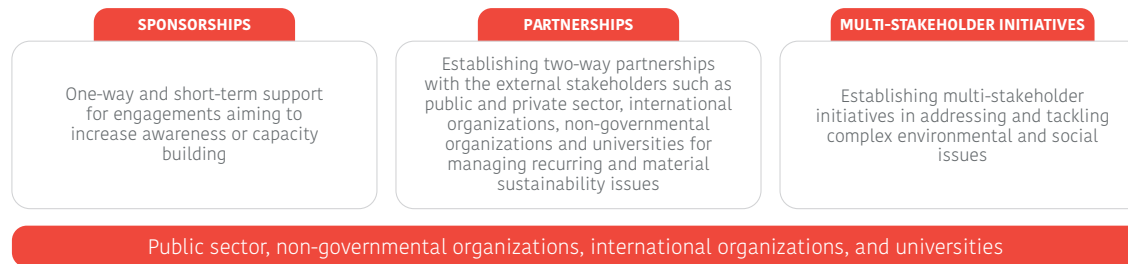 SPONSORSHIPS
One-way and short-term support
for engagements aiming to
increase awareness or capacity
building
PARTNERSHIPS
Establishing two-way partnerships
with the external stakeholders such as
public and private sector, international
organizations, non-governmental
organizations and universities for
managing recurring and material
sustainability issues
MULTI-STAKEHOLDER INITIATIVES
Establishing multi-stakeholder
initiatives in addressing and tackling
complex environmental and social
issues
Public sector, non-governmental organizations, international organizations, and universities